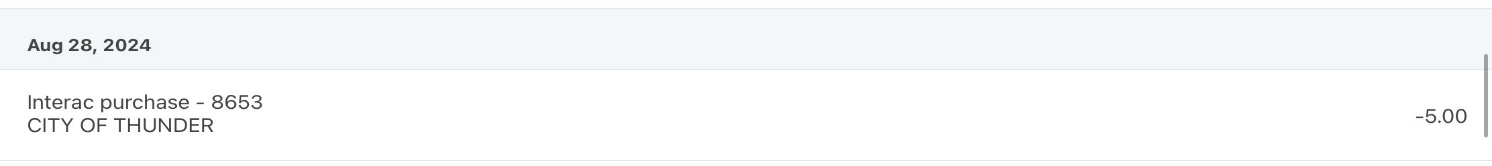 Aug 28, 2024
Interac purchase - 8653
CITY OF THUNDER
-5.00